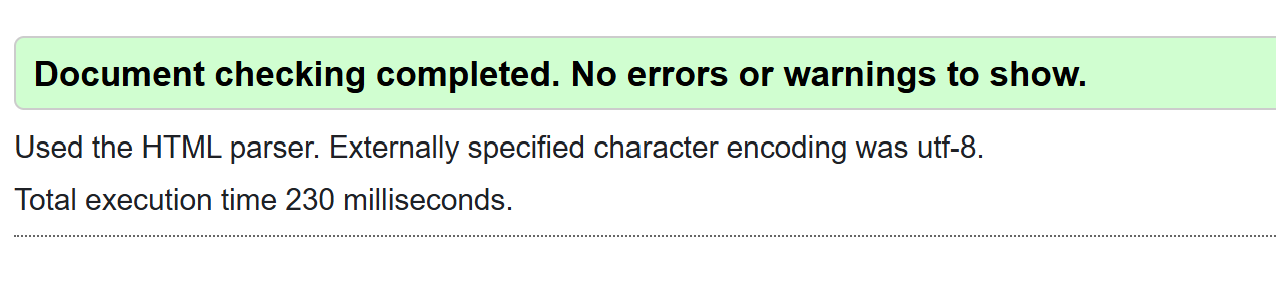 Document checking completed. No errors or warnings to show.
Used the HTML parser. Externally specified character encoding was utf-8.
Total execution time 230 milliseconds.